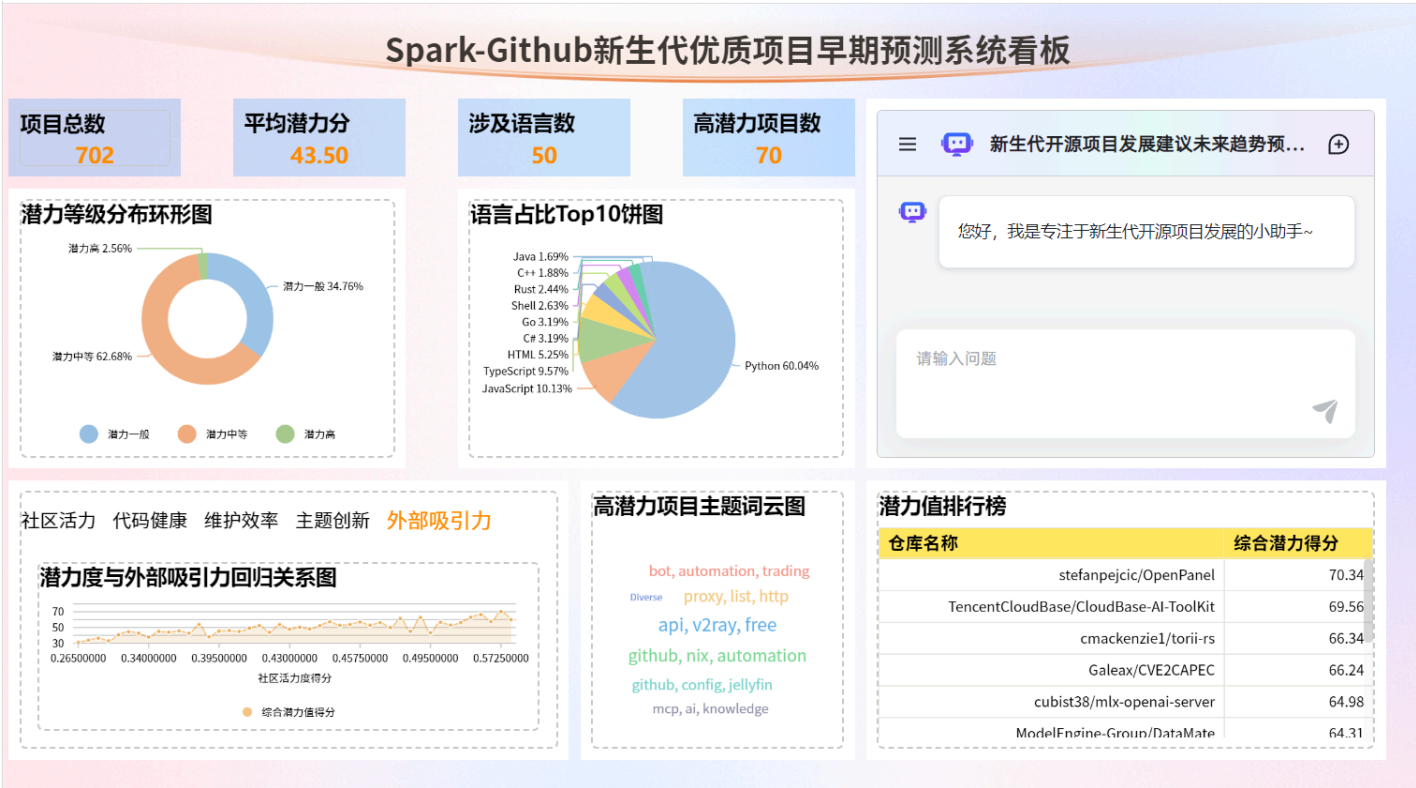 Spark-Github新生代优质项目早期预测系统看板
项目总数
702
平均潜力分
43.50
涉及语言数
50
高潜力项目数
70
新生代开源项目发展建议未来趋势预...
您好，我是专注于新生代开源项目发展的小助手~
请输入问题
潜力等级分布环形图
潜力高 2.56%
潜力一般 34.76%
潜力中等 62.68%
潜力一般
潜力中等
潜力高
语言占比Top10饼图
Java 1.69%
C++ 1.88%
Rust 2.44%
Shell 2.63%
Go 3.19%
C# 3.19%
HTML 5.25%
TypeScript 9.57%
JavaScript 10.13%
Python 60.04%
社区活力 代码健康 维护效率 主题创新 外部吸引力
潜力度与外部吸引力回归关系图
70
50
30
0.26500000 0.34000000 0.39500000 0.43000000 0.45750000 0.49500000 0.57250000
社区活力度得分
综合潜力值得分
高潜力项目主题词云图
bot, automation, trading
Diverse proxy, list, http
api, v2ray, free
github, nix, automation
github, config, jellyfin
mcp, ai, knowledge
潜力值排行榜
仓库名称 综合潜力得分
stefanpejcic/OpenPanel 70.34
TencentCloudBase/CloudBase-AI-ToolKit 69.56
cmackenzie1/torii-rs 66.34
Galeax/CVE2CAPEC 66.24
cubist38/mlx-openai-server 64.98
ModelEngine-Group/DataMate 64.31